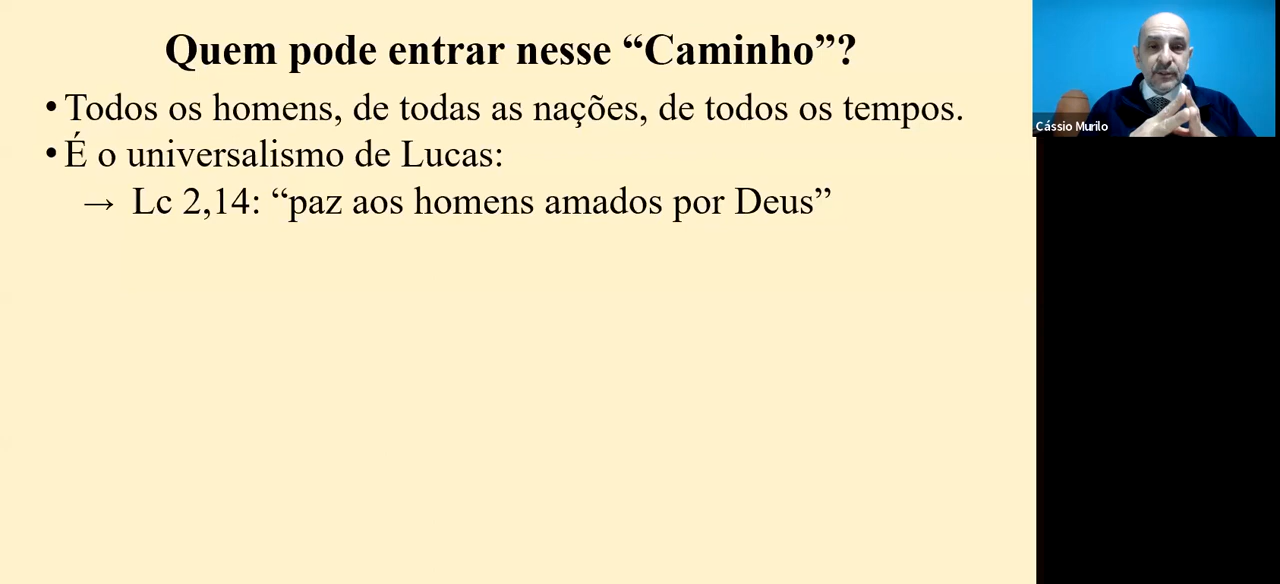 Quem pode entrar nesse “Caminho”?
• Todos os homens, de todas as nações, de todos os tempos.
• É o universalismo de Lucas:
→ Lc 2,14: “paz aos homens amados por Deus”
Cássio Murilo